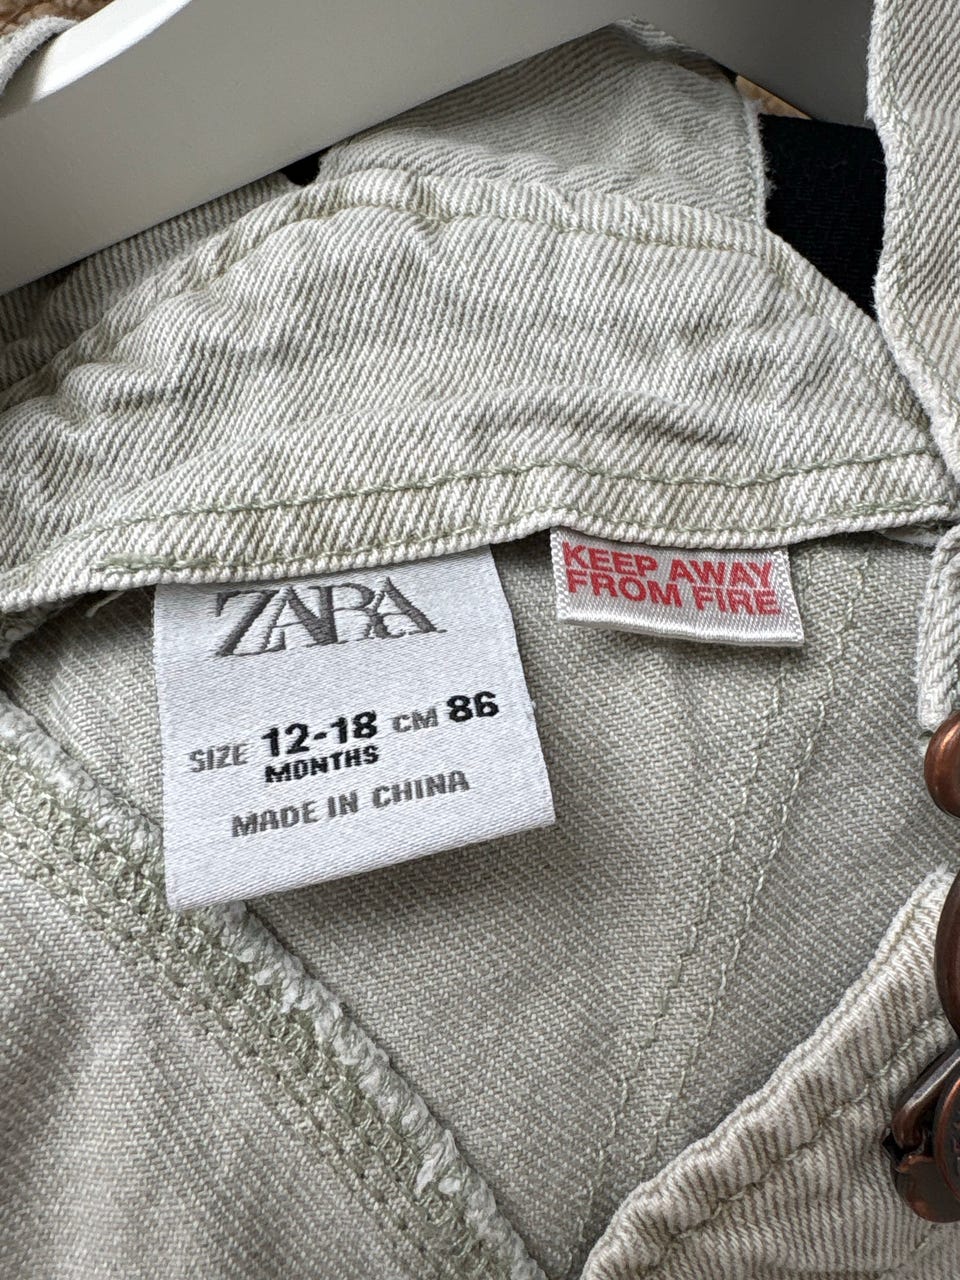 ZARA
SIZE 12-18 CM 86
MONTHS
MADE IN CHINA
KEEP AWAY
FROM FIRE